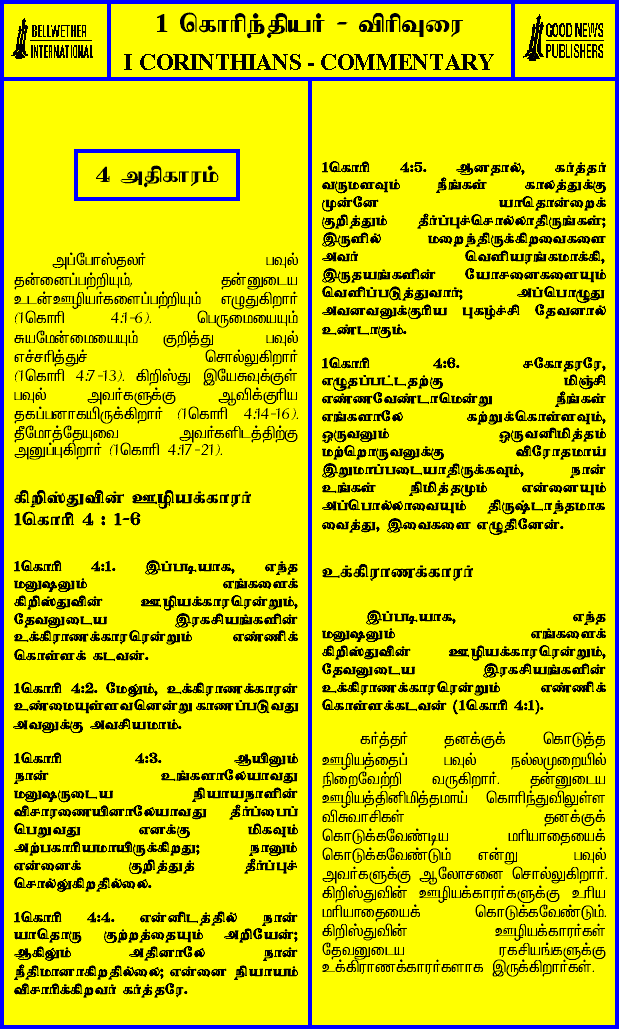 BELLWETHER
INTERNATIONAL
1 கொரிந்தியர் - விரிவுரை
I CORINTHIANS - COMMENTARY
GOOD NEWS
PUBLISHERS
4 அதிகாரம்
அப்போஸ்தலர் பவுல்
தன்னைப்பற்றியும், தன்னுடைய
உடன்ஊழியர்களைப்பற்றியும் எழுதுகிறார்
(1கொரி 4:1-6). பெருமையையும்
சுயமேன்மையையும் குறித்து பவுல்
எச்சரித்துச் சொல்லுகிறார்
(1கொரி 4:7-13). கிறிஸ்து இயேசுவுக்குள்
பவுல் அவர்களுக்கு ஆவிக்குரிய
தகப்பனாகயிருக்கிறார் (1கொரி 4:14-16).
தீமோத்தேயுவை அவர்களிடத்திற்கு
அனுப்புகிறார் (1கொரி 4:17-21).
கிறிஸ்துவின் ஊழியக்காரர்
1கொரி 4 : 1-6
1கொரி 4:1. இப்படியாக, எந்த
மனுஷனும் எங்களைக்
கிறிஸ்துவின் ஊழியக்காரரென்றும்,
தேவனுடைய இரகசியங்களின்
உக்கிராணக்காரரென்றும் எண்ணிக்
கொள்ளக் கடவன்.
1கொரி 4:2. மேலும், உக்கிராணக்காரன்
உண்மையுள்ளவனென்று காணப்படுவது
அவனுக்கு அவசியமாம்.
1கொரி 4:3. ஆயினும்
நான் உங்களாலேயாவது
மனுஷருடைய நியாயநாளின்
விசாரணையினாலேயாவது தீர்ப்பைப்
பெறுவது எனக்கு மிகவும்
அற்பகாரியமாயிருக்கிறது; நானும்
என்னைக் குறித்துத் தீர்ப்புச்
சொல்லுகிறதில்லை.
1கொரி 4:4. என்னிடத்தில் நான்
யாதொரு குற்றத்தையும் அறியேன்;
ஆகிலும் அதினாலே நான்
நீதிமானாகிறதில்லை; என்னை நியாயம்
விசாரிக்கிறவர் கர்த்தரே.
1கொரி 4:5. ஆனதால், கர்த்தர்
வருமளவும் நீங்கள் காலத்துக்கு
முன்னே யாதொன்றைக்
குறித்தும் தீர்ப்புச்சொல்லாதிருங்கள்;
இருளில் மறைந்திருக்கிறவைகளை
அவர் வெளியரங்கமாக்கி,
இருதயங்களின் யோசனைகளையும்
வெளிப்படுத்துவார்; அப்பொழுது
அவனவனுக்குரிய புகழ்ச்சி தேவனால்
உண்டாகும்.
1கொரி 4:6. சகோதரரே,
எழுதப்பட்டதற்கு மிஞ்சி
எண்ணவேண்டாமென்று நீங்கள்
எங்களாலே கற்றுக்கொள்ளவும்,
ஒருவனும் ஒருவனிமித்தம்
மற்றொருவனுக்கு விரோதமாய்
இறுமாப்படையாதிருக்கவும், நான்
உங்கள் நிமித்தமும் என்னையும்
அப்பொல்லாவையும் திருஷ்டாந்தமாக
வைத்து, இவைகளை எழுதினேன்.
உக்கிராணக்காரர்
இப்படியாக, எந்த
மனுஷனும் எங்களைக்
கிறிஸ்துவின் ஊழியக்காரரென்றும்,
தேவனுடைய இரகசியங்களின்
உக்கிராணக்காரரென்றும் எண்ணிக்
கொள்ளக்கடவன் (1கொரி 4:1).
கர்த்தர் தனக்குக் கொடுத்த
ஊழியத்தைப் பவுல் நல்லமுறையில்
நிறைவேற்றி வருகிறார். தன்னுடைய
ஊழியத்தினிமித்தமாய் கொரிந்துவிலுள்ள
விசுவாசிகள் தனக்குக்
கொடுக்கவேண்டிய மரியாதையைக்
கொடுக்கவேண்டும் என்று பவுல்
அவர்களுக்கு ஆலோசனை சொல்லுகிறார்.
கிறிஸ்துவின் ஊழியக்காரர்களுக்கு உரிய
மரியாதையைக் கொடுக்கவேண்டும்.
கிறிஸ்துவின் ஊழியக்காரர்கள்
தேவனுடைய ரகசியங்களுக்கு
உக்கிராணக்காரர்களாக இருக்கிறார்கள்.